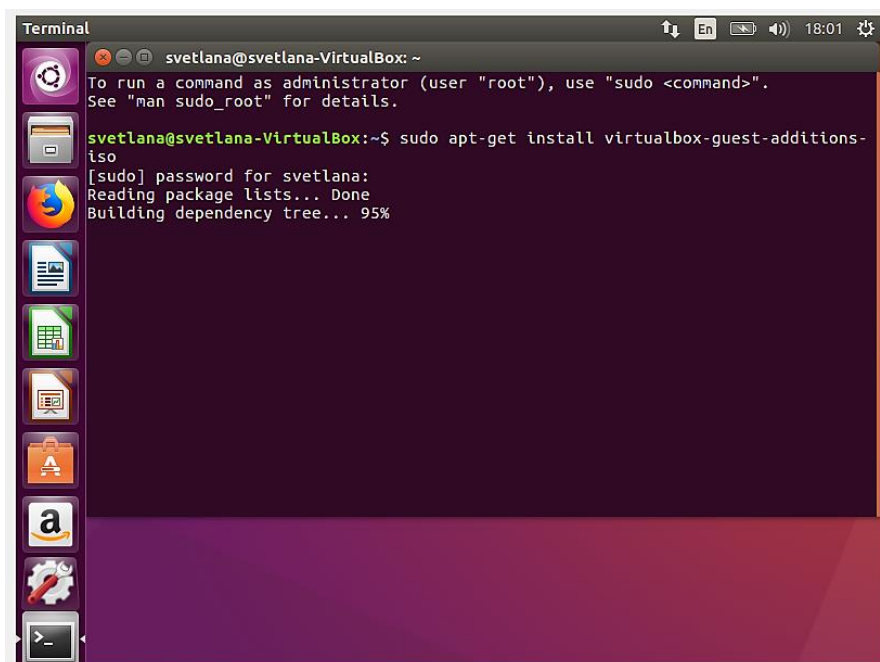 Terminal
En
18:01
svetlana@svetlana-VirtualBox: ~
To run a command as administrator (user "root"), use "sudo <command>".
See "man sudo_root" for details.
svetlana@svetlana-VirtualBox:~$ sudo apt-get install virtualbox-guest-additions-
iso
[sudo] password for svetlana:
Reading package lists... Done
Building dependency tree... 95%
a
>_